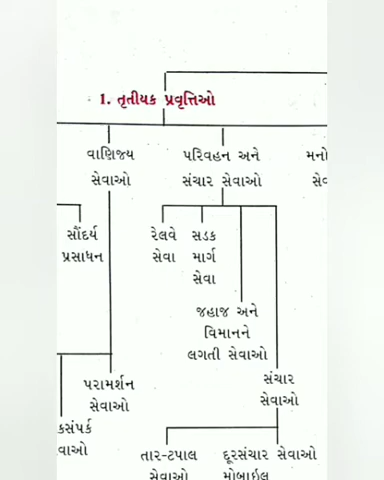 1. તૃતીયક પ્રવૃત્તિઓ
વાણિજ્ય
સેવાઓ
પરિવહન અને
સંચાર સેવાઓ
સૌંદર્ય
પ્રસાધન
રેલવે
સેવા
સડક
માર્ગ
સેવા
જહાજ અને
વિમાનને
લગતી સેવાઓ
પરામર્શન
સેવાઓ
સંચાર
સેવાઓ
તાર-ટપાલ
સેવાઓ
દૂરસંચાર સેવાઓ
મોબાઇલ